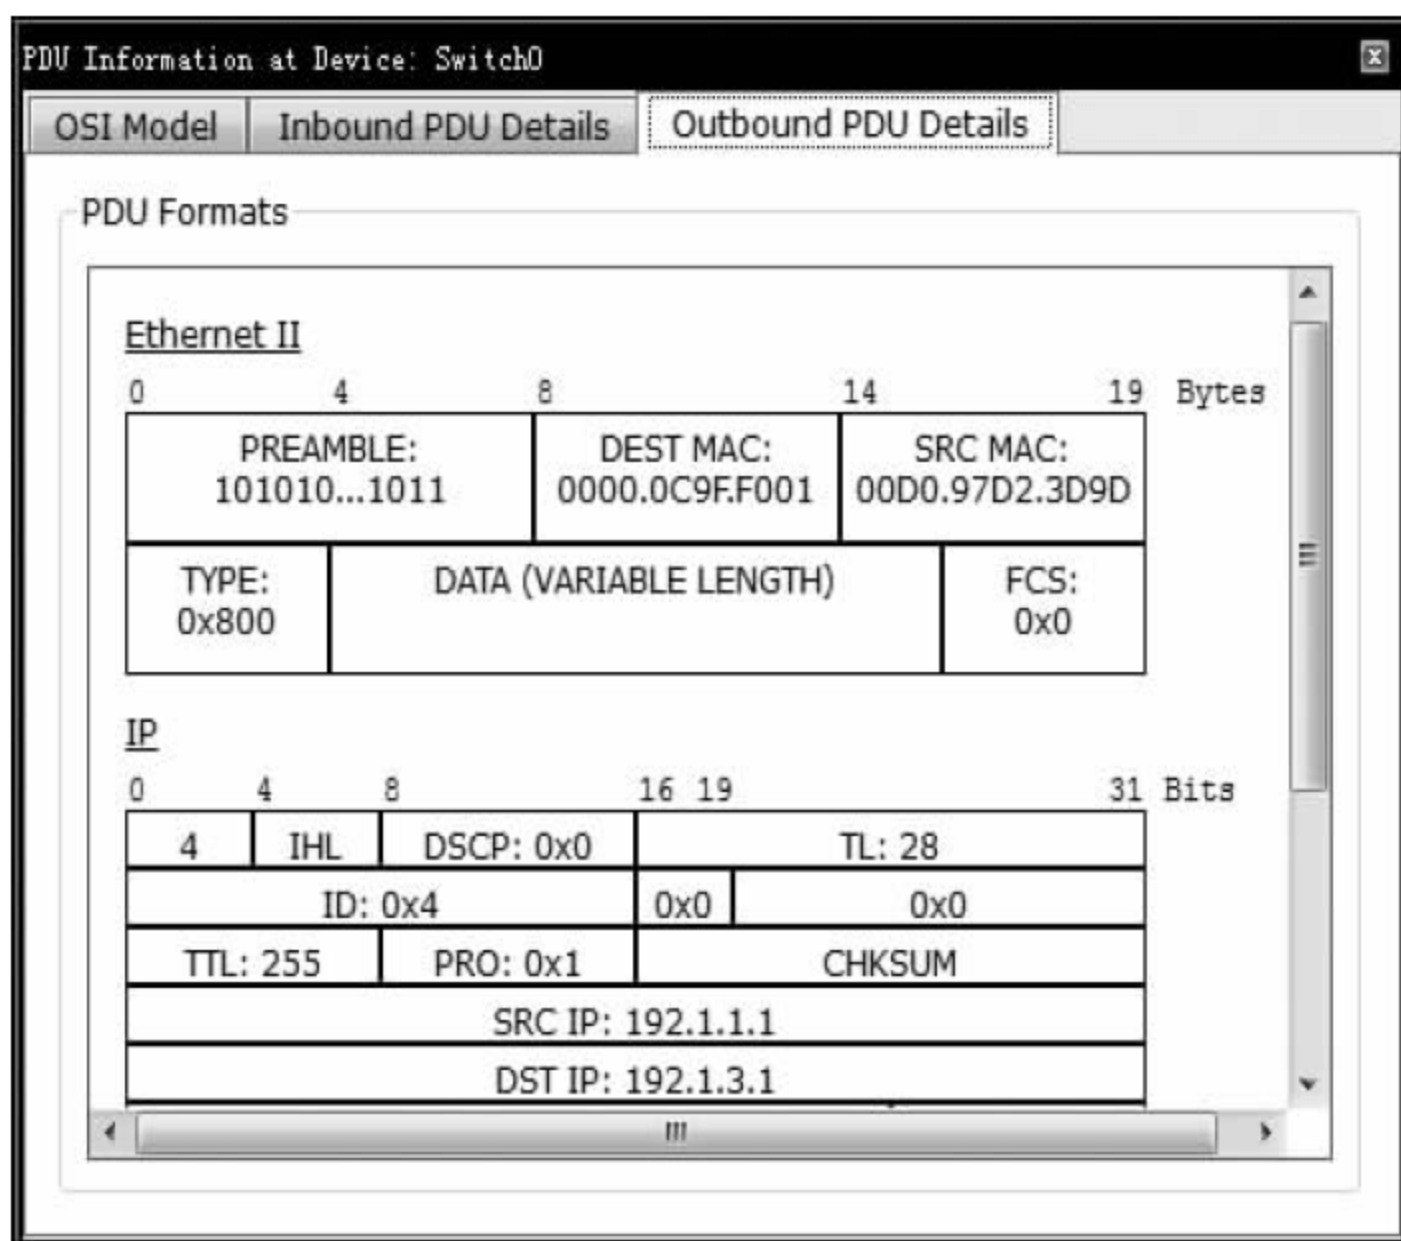 PDU Information at Device: Switch0
OSI Model Inbound PDU Details Outbound PDU Details
PDU Formats
Ethernet II
0 4 8 14 19 Bytes
PREAMBLE: DEST MAC: SRC MAC:
101010...1011 0000.0C9F.F001 00D0.97D2.3D9D
TYPE: DATA (VARIABLE LENGTH) FCS:
0x800 0x0
IP
0 4 8 16 19 31 Bits
4 IHL DSCP: 0x0 TL: 28
ID: 0x4 0x0 0x0
TTL: 255 PRO: 0x1 CHKSUM
SRC IP: 192.1.1.1
DST IP: 192.1.3.1